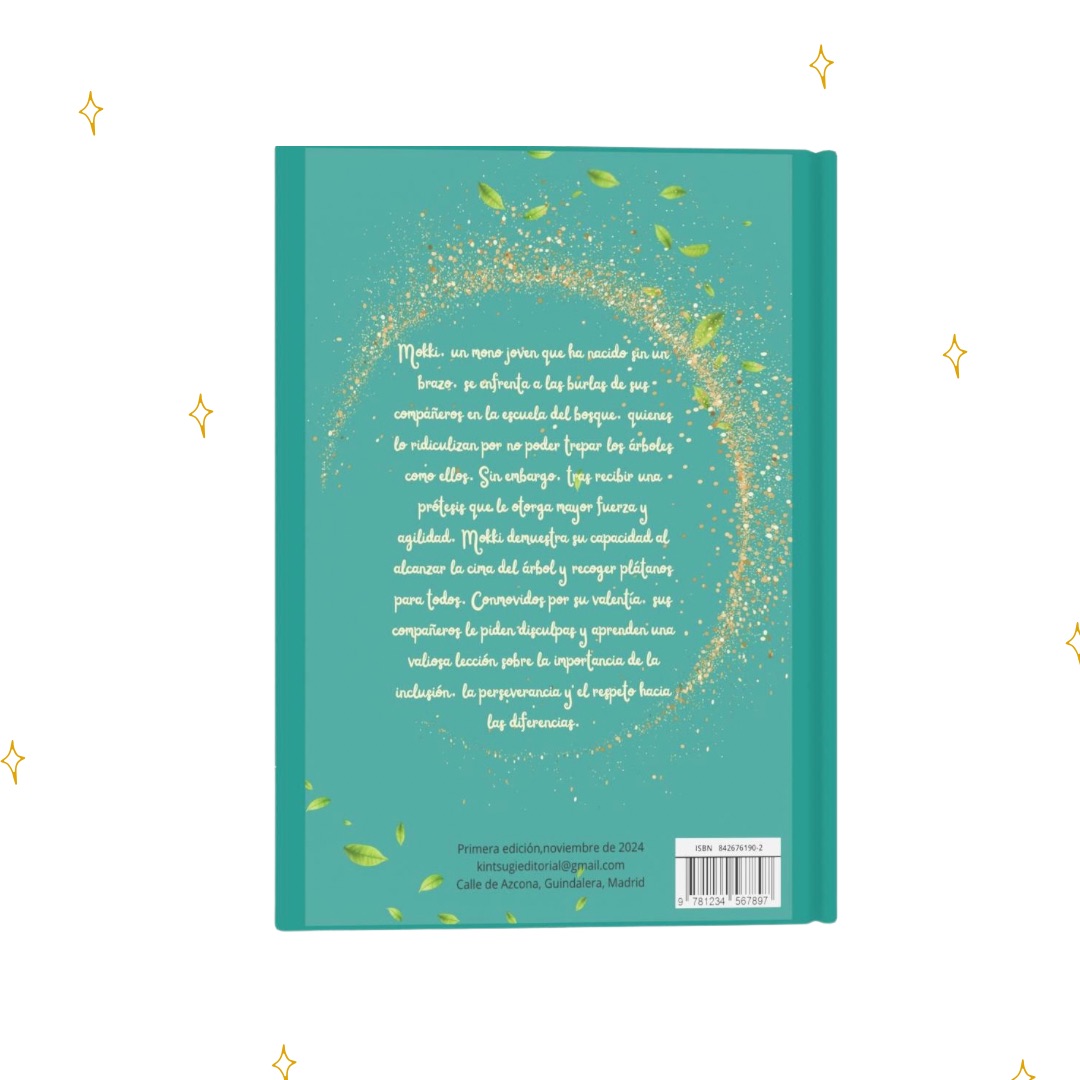 Mokki, un mono joven que ha nacido sin un
brazo, se enfrenta a las burlas de sus
compañeros en la escuela del bosque, quienes
lo ridiculizan por no poder trepar los árboles
como ellos. Sin embargo, tras recibir una
prótesis que le otorga mayor fuerza y
agilidad, Mokki demuestra su capacidad al
alcanzar la cima del árbol y recoger plátanos
para todos. Conmovidos por su valentía, sus
compañeros le piden disculpas y aprenden una
valiosa lección sobre la importancia de la
inclusión, la perseverancia y el respeto hacia
las diferencias.
Primera edición,noviembre de 2024
kintsugieditorial@gmail.com
Calle de Azcona, Guindalera, Madrid
ISBN 842676190-2
9 781234 567897